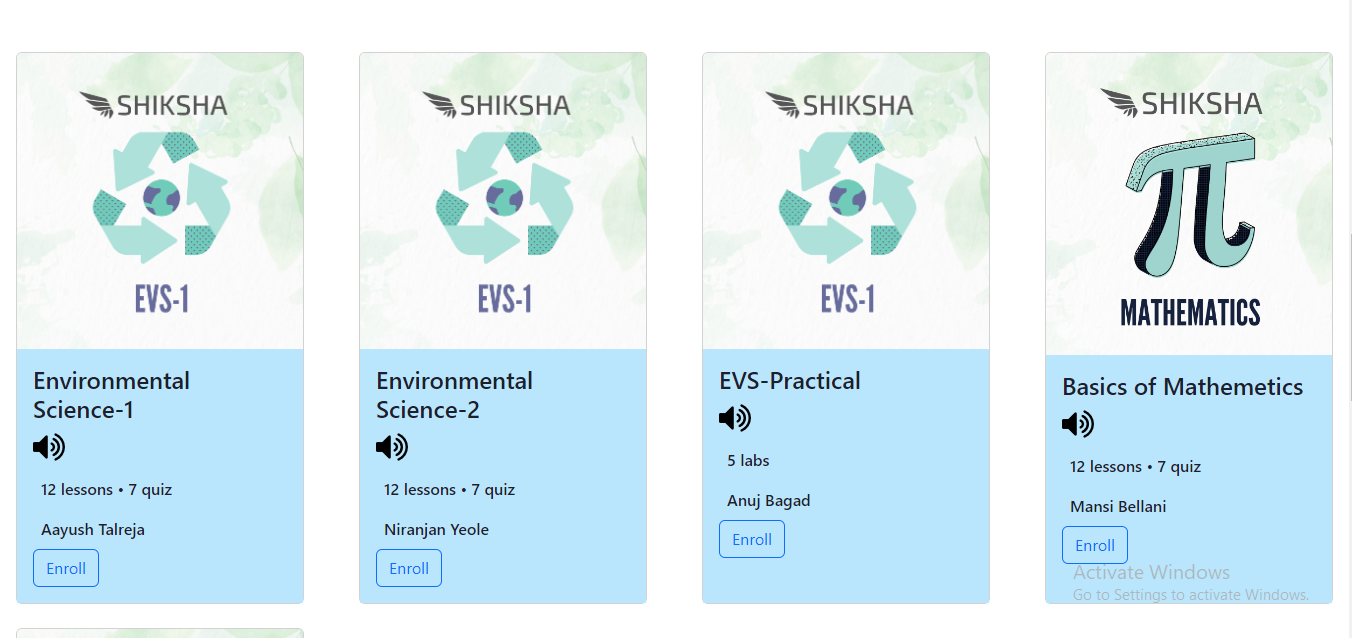 SHIKSHA
EVS-1
Environmental
Science-1
12 lessons • 7 quiz
Aayush Talreja
Enroll
SHIKSHA
EVS-1
Environmental
Science-2
12 lessons • 7 quiz
Niranjan Yeole
Enroll
SHIKSHA
EVS-1
EVS-Practical
5 labs
Anuj Bagad
Enroll
SHIKSHA
π
MATHEMATICS
Basics of Mathemetics
12 lessons • 7 quiz
Mansi Bellani
Enroll
Activate Windows
Go to Settings to activate Windows.